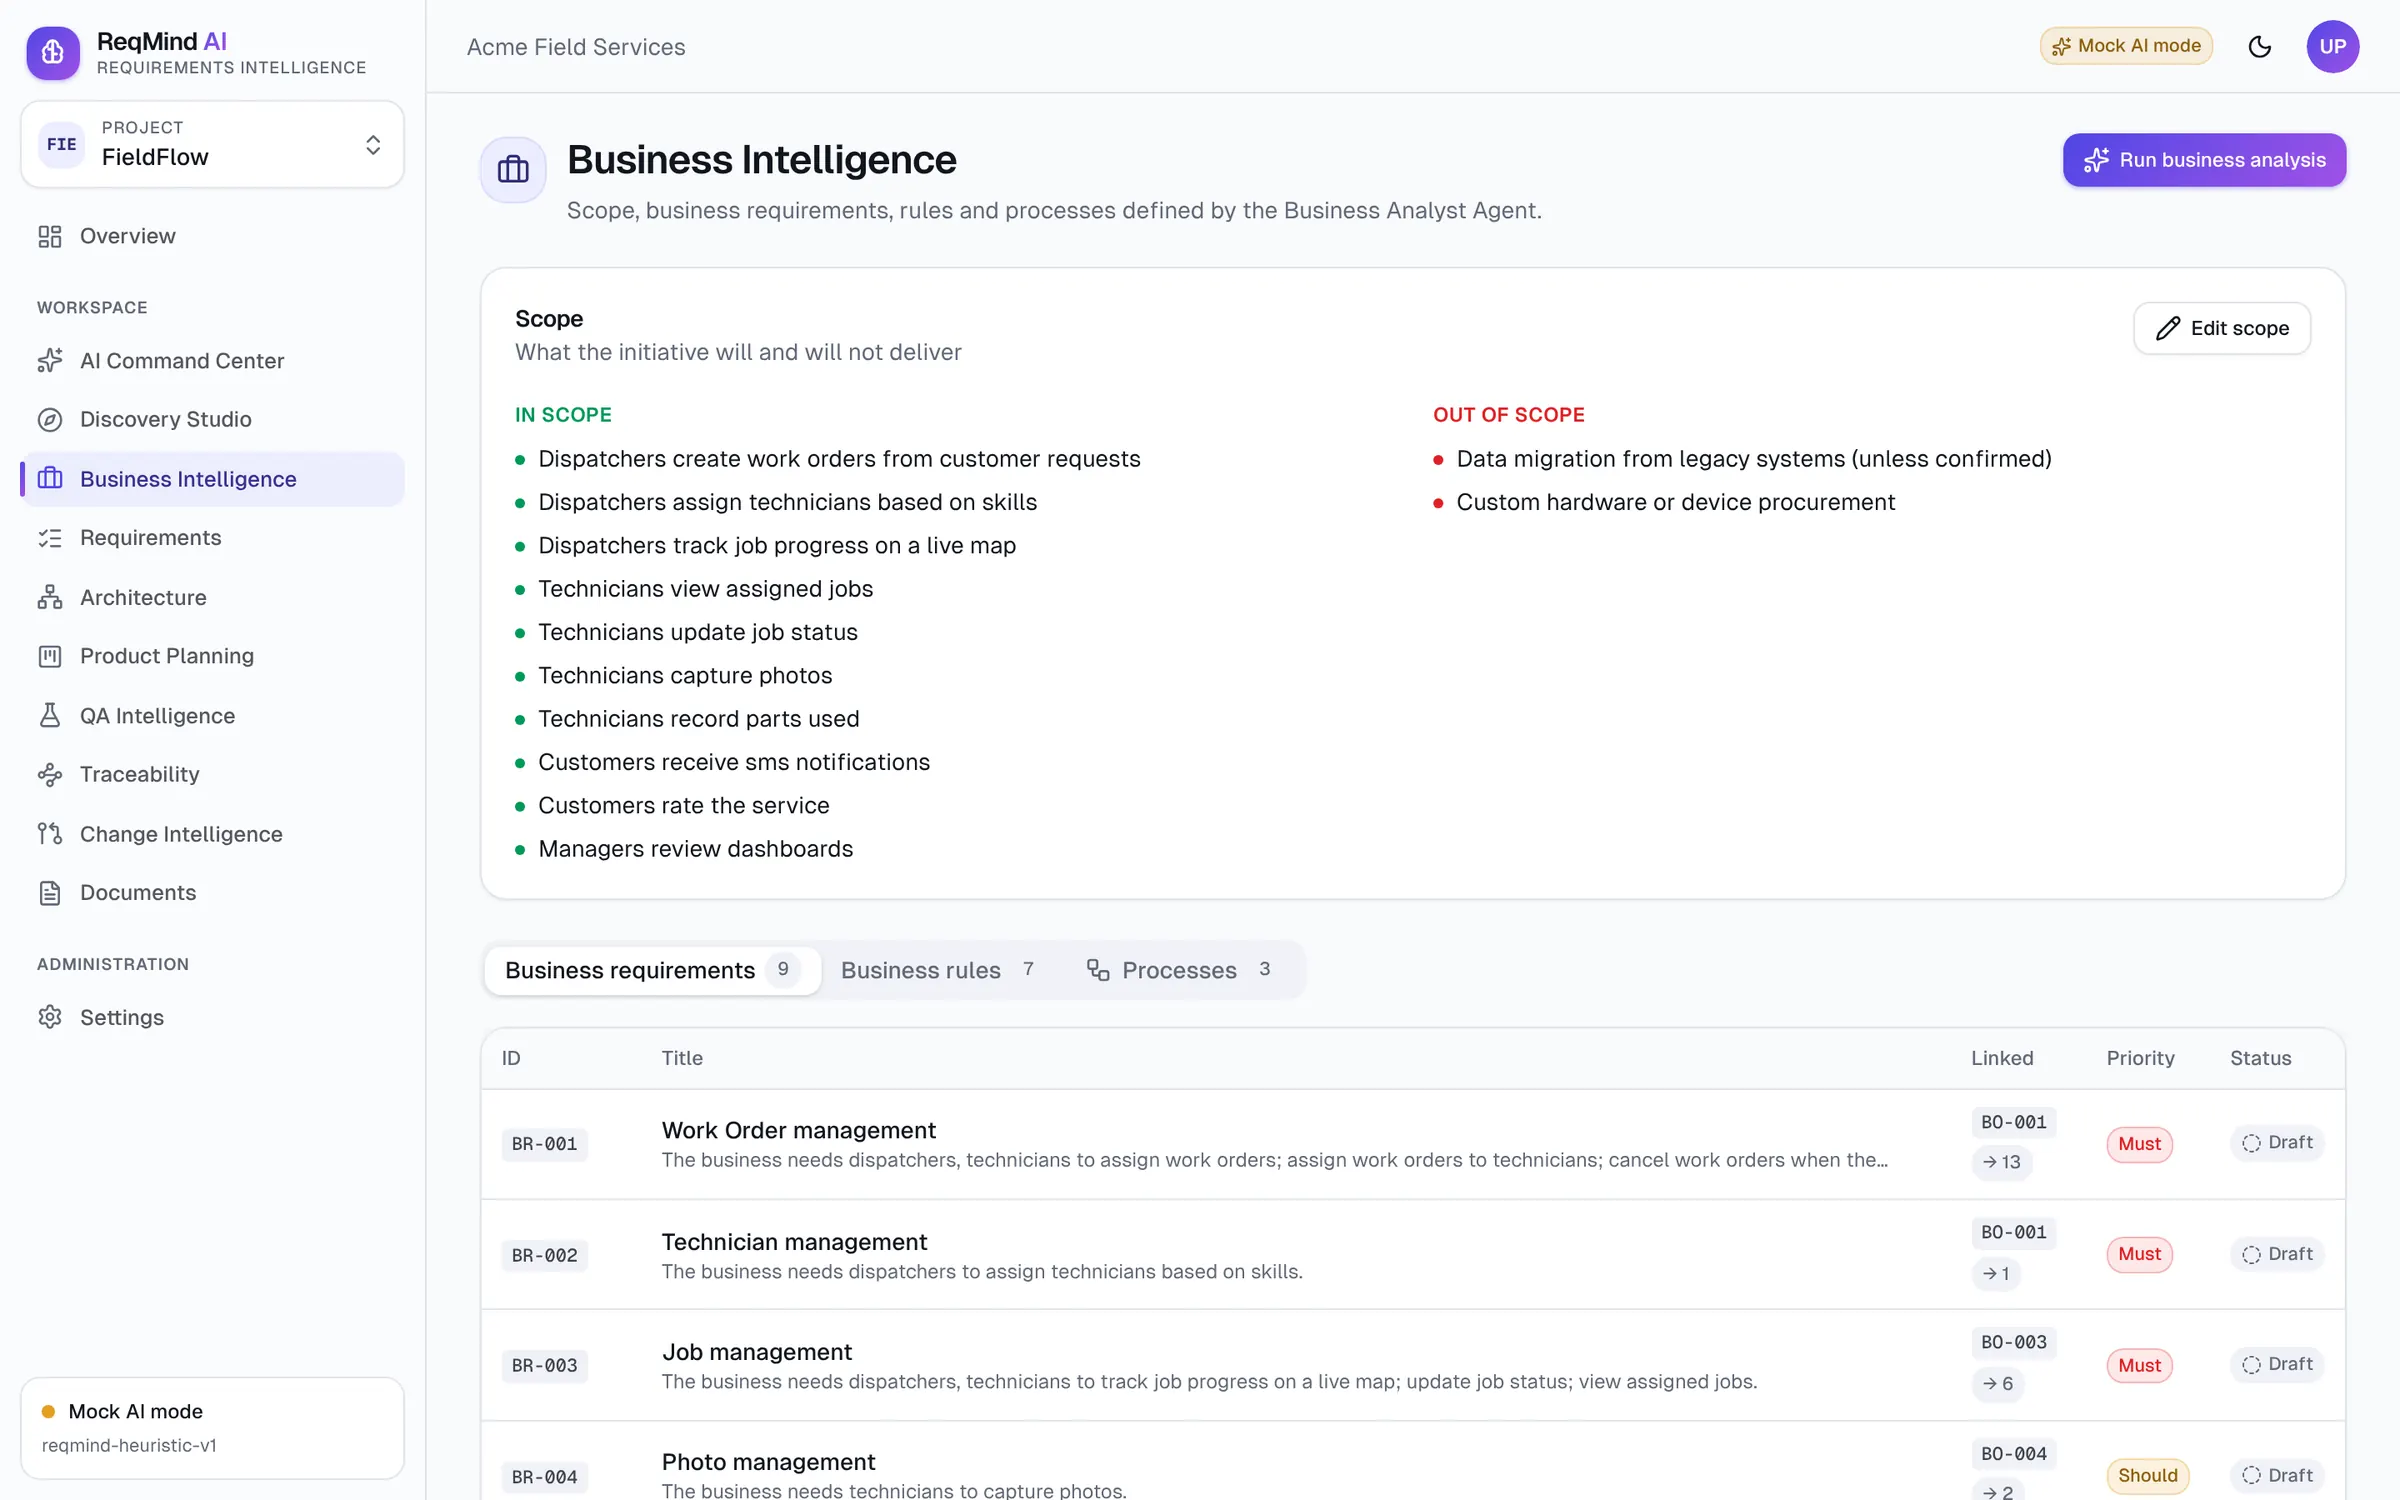 ReqMind AI
REQUIREMENTS INTELLIGENCE
FIE
PROJECT
FieldFlow
Overview
WORKSPACE
AI Command Center
Discovery Studio
Business Intelligence
Requirements
Architecture
Product Planning
QA Intelligence
Traceability
Change Intelligence
Documents
ADMINISTRATION
Settings
Mock AI mode
reqmind-heuristic-v1
Acme Field Services
Mock AI mode
UP
Business Intelligence
Scope, business requirements, rules and processes defined by the Business Analyst Agent.
Run business analysis
Scope
What the initiative will and will not deliver
Edit scope
IN SCOPE
Dispatchers create work orders from customer requests
Dispatchers assign technicians based on skills
Dispatchers track job progress on a live map
Technicians view assigned jobs
Technicians update job status
Technicians capture photos
Technicians record parts used
Customers receive sms notifications
Customers rate the service
Managers review dashboards
OUT OF SCOPE
Data migration from legacy systems (unless confirmed)
Custom hardware or device procurement
Business requirements 9
Business rules 7
Processes 3
ID Title Linked Priority Status
BR-001
Work Order management
The business needs dispatchers, technicians to assign work orders; assign work orders to technicians; cancel work orders when the…
BO-001
→ 13
Must
Draft
BR-002
Technician management
The business needs dispatchers to assign technicians based on skills.
BO-001
→ 1
Must
Draft
BR-003
Job management
The business needs dispatchers, technicians to track job progress on a live map; update job status; view assigned jobs.
BO-003
→ 6
Must
Draft
BR-004
Photo management
The business needs technicians to capture photos.
BO-004
→ 2
Should
Draft